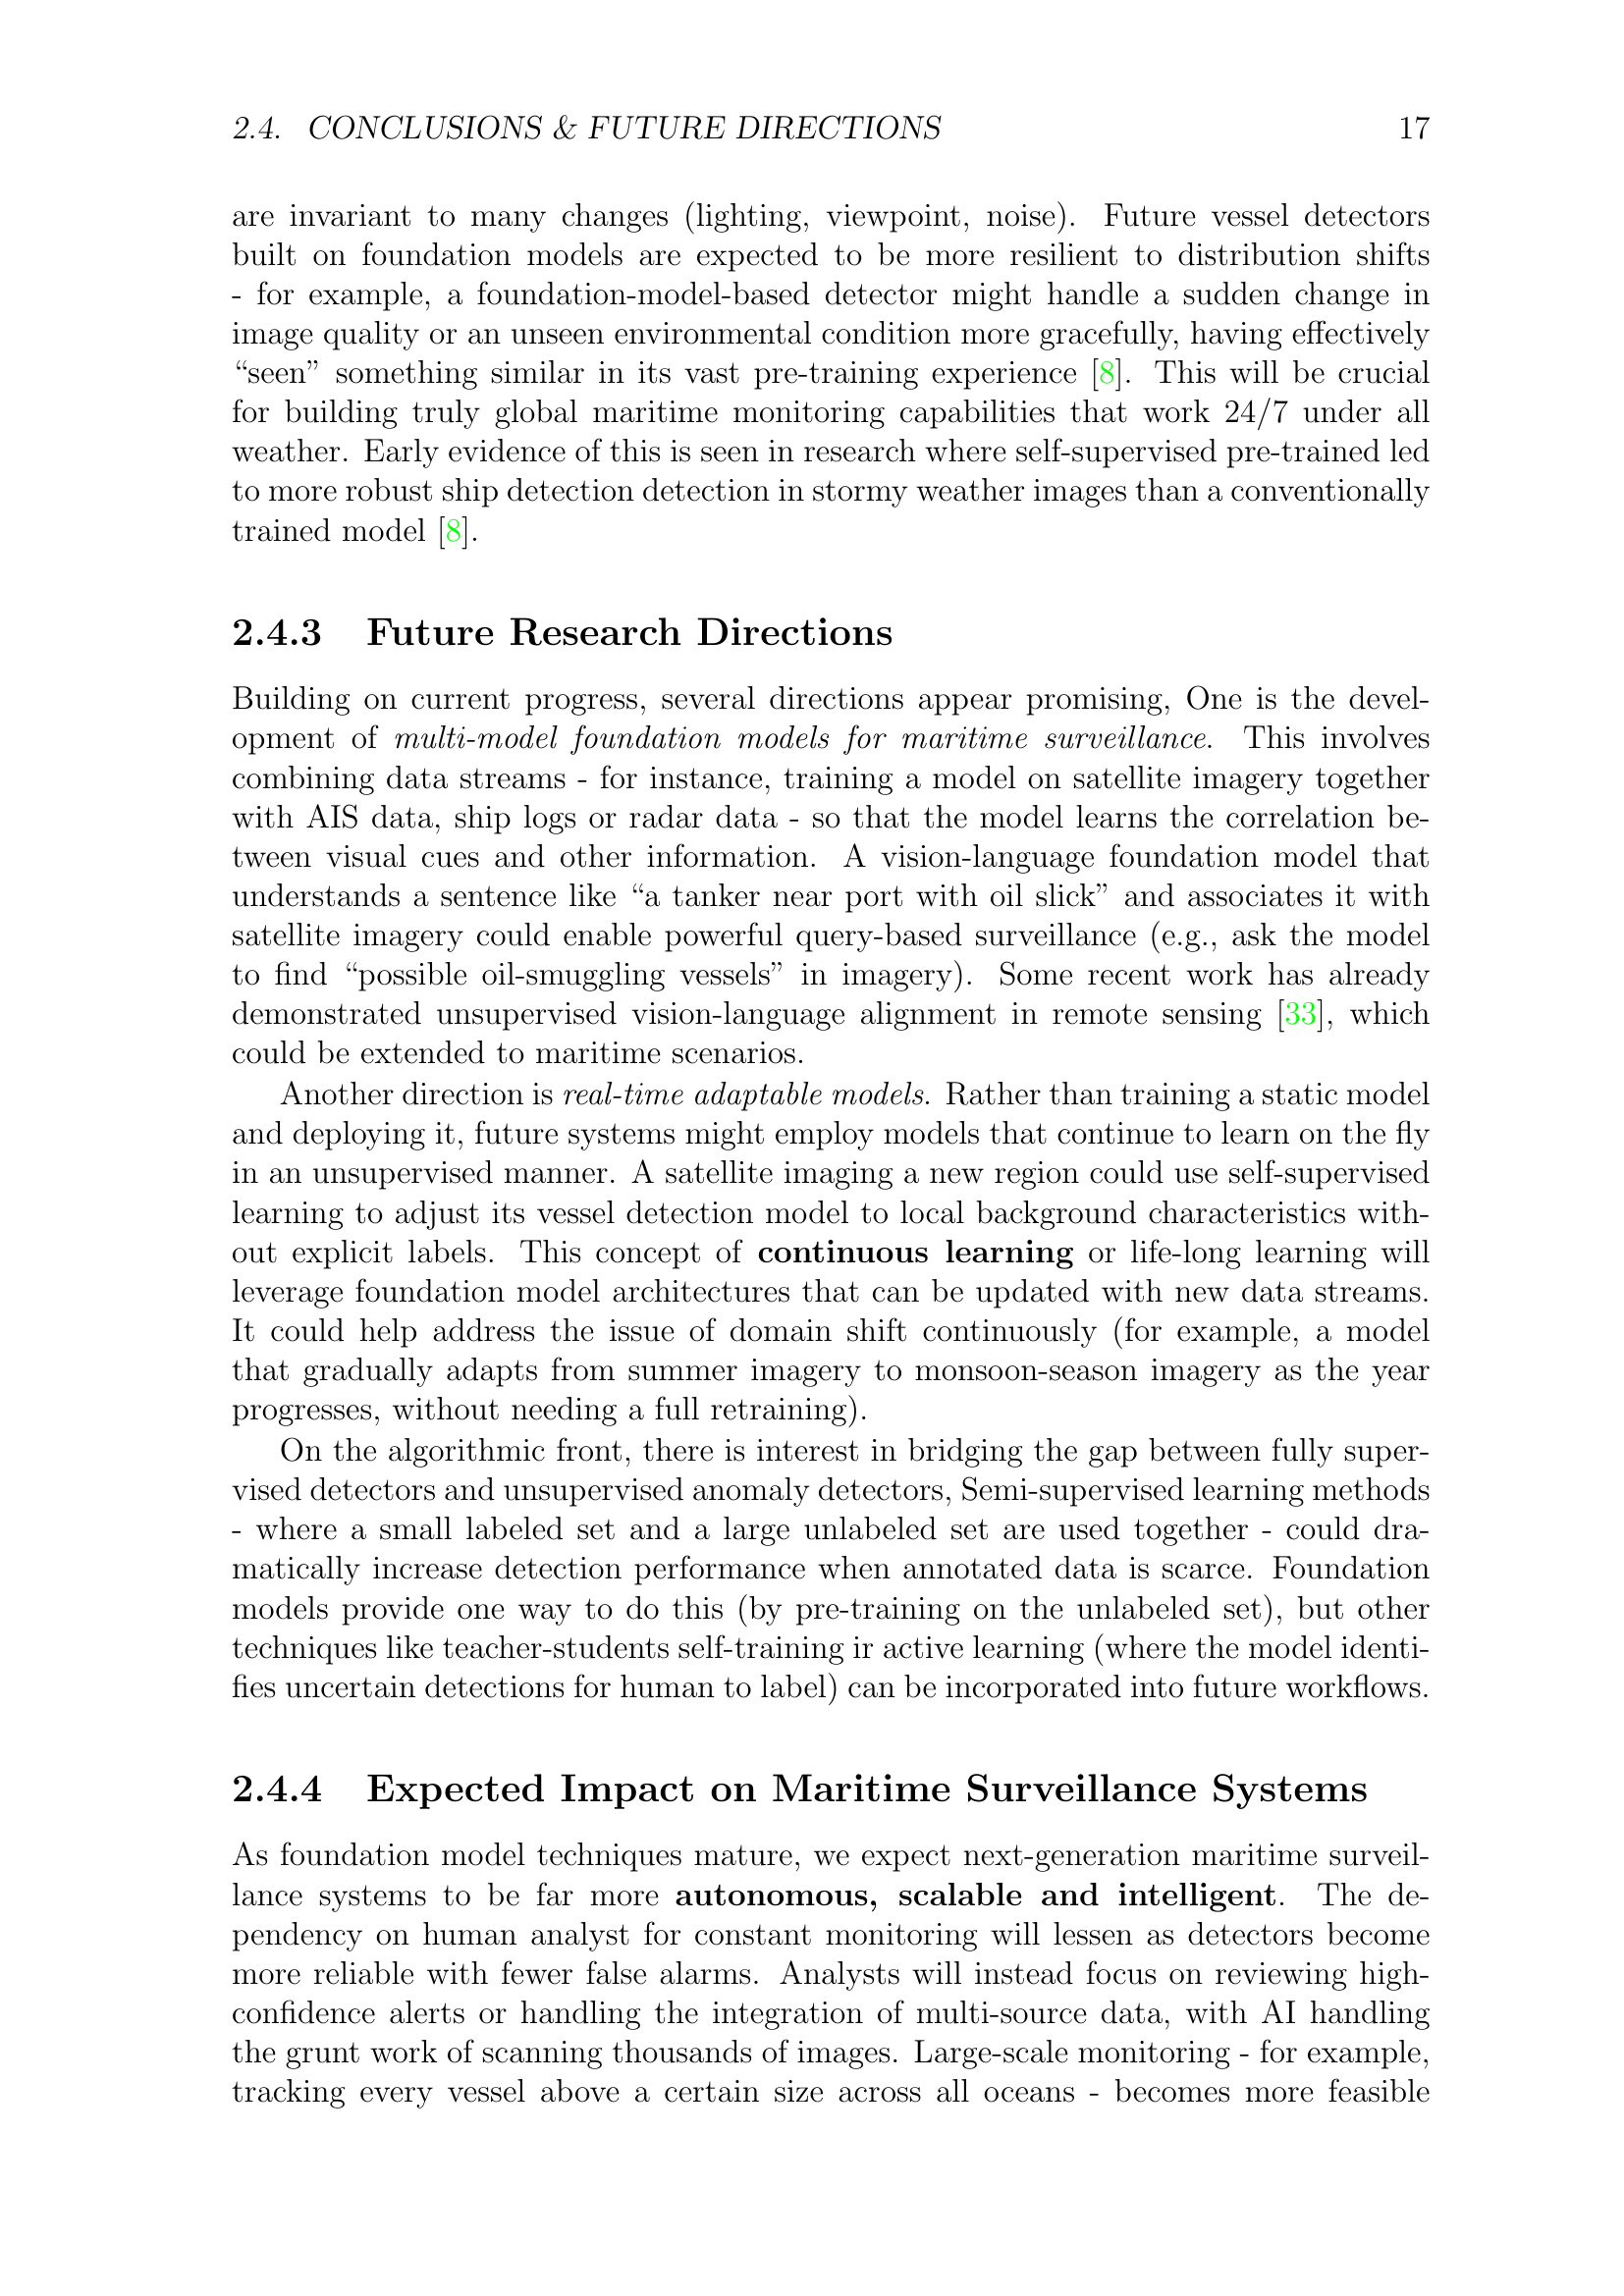 2.4. CONCLUSIONS & FUTURE DIRECTIONS 17
are invariant to many changes (lighting, viewpoint, noise). Future vessel detectors
built on foundation models are expected to be more resilient to distribution shifts
- for example, a foundation-model-based detector might handle a sudden change in
image quality or an unseen environmental condition more gracefully, having effectively
“seen” something similar in its vast pre-training experience [8]. This will be crucial
for building truly global maritime monitoring capabilities that work 24/7 under all
weather. Early evidence of this is seen in research where self-supervised pre-trained led
to more robust ship detection detection in stormy weather images than a conventionally
trained model [8].
2.4.3 Future Research Directions
Building on current progress, several directions appear promising, One is the devel-
opment of multi-model foundation models for maritime surveillance. This involves
combining data streams - for instance, training a model on satellite imagery together
with AIS data, ship logs or radar data - so that the model learns the correlation be-
tween visual cues and other information. A vision-language foundation model that
understands a sentence like “a tanker near port with oil slick” and associates it with
satellite imagery could enable powerful query-based surveillance (e.g., ask the model
to find “possible oil-smuggling vessels” in imagery). Some recent work has already
demonstrated unsupervised vision-language alignment in remote sensing [33], which
could be extended to maritime scenarios.
Another direction is real-time adaptable models. Rather than training a static model
and deploying it, future systems might employ models that continue to learn on the fly
in an unsupervised manner. A satellite imaging a new region could use self-supervised
learning to adjust its vessel detection model to local background characteristics with-
out explicit labels. This concept of continuous learning or life-long learning will
leverage foundation model architectures that can be updated with new data streams.
It could help address the issue of domain shift continuously (for example, a model
that gradually adapts from summer imagery to monsoon-season imagery as the year
progresses, without needing a full retraining).
On the algorithmic front, there is interest in bridging the gap between fully super-
vised detectors and unsupervised anomaly detectors, Semi-supervised learning methods
- where a small labeled set and a large unlabeled set are used together - could dra-
matically increase detection performance when annotated data is scarce. Foundation
models provide one way to do this (by pre-training on the unlabeled set), but other
techniques like teacher-students self-training ir active learning (where the model identi-
fies uncertain detections for human to label) can be incorporated into future workflows.
2.4.4 Expected Impact on Maritime Surveillance Systems
As foundation model techniques mature, we expect next-generation maritime surveil-
lance systems to be far more autonomous, scalable and intelligent. The de-
pendency on human analyst for constant monitoring will lessen as detectors become
more reliable with fewer false alarms. Analysts will instead focus on reviewing high-
confidence alerts or handling the integration of multi-source data, with AI handling
the grunt work of scanning thousands of images. Large-scale monitoring - for example,
tracking every vessel above a certain size across all oceans - becomes more feasible